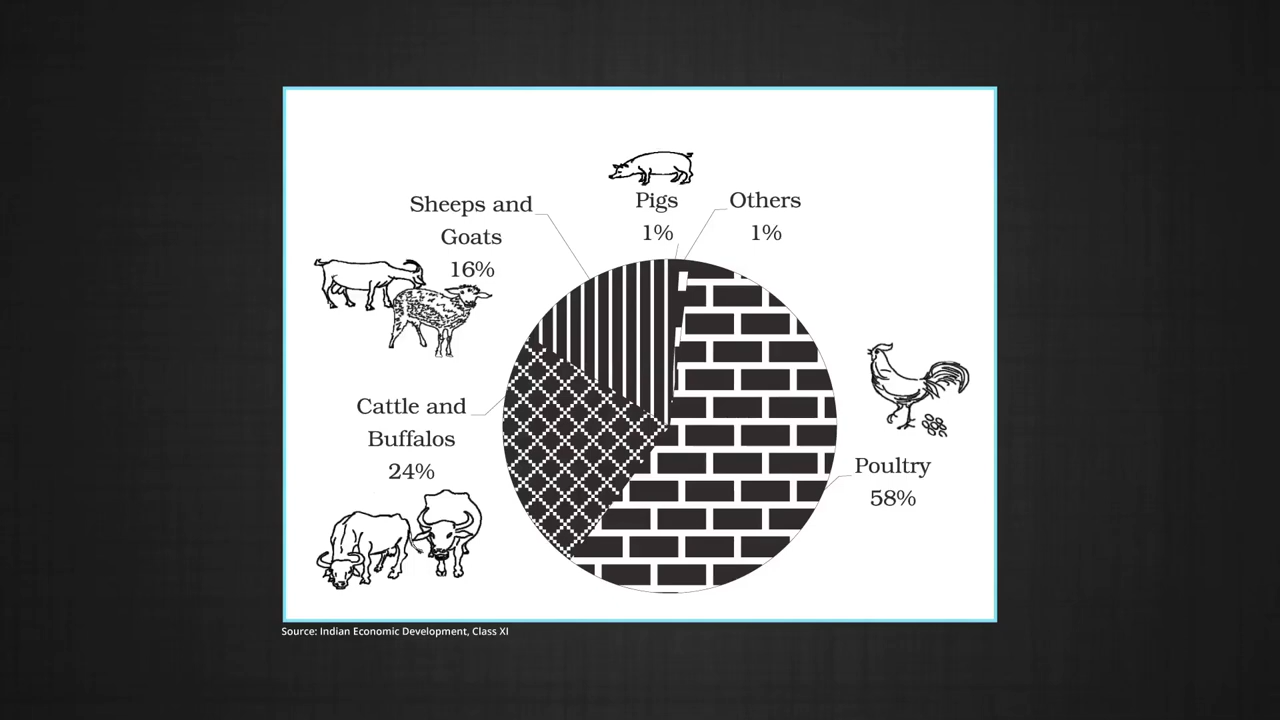 Pigs
1%
Others
1%
Sheeps and
Goats
16%
Cattle and
Buffalos
24%
Poultry
58%
Source: Indian Economic Development, Class XI